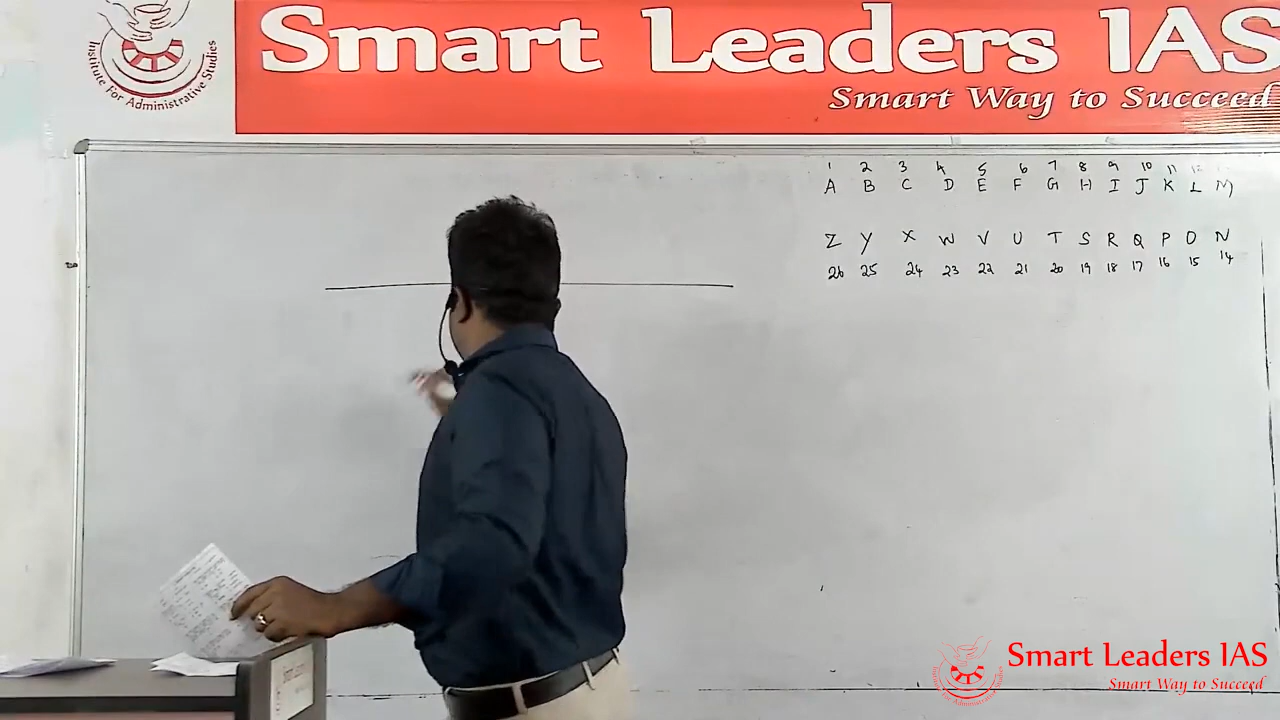 Smart Leaders IAS
Smart Way to Succeed
Institute For Administrative Studies
1 2 3 4 5 6 7 8 9 10 11 12
A B C D E F G H I J K L M
Z Y X W V U T S R Q P O N
26 25 24 23 22 21 20 19 18 17 16 15 14
Smart Leaders IAS
Smart Way to Succeed